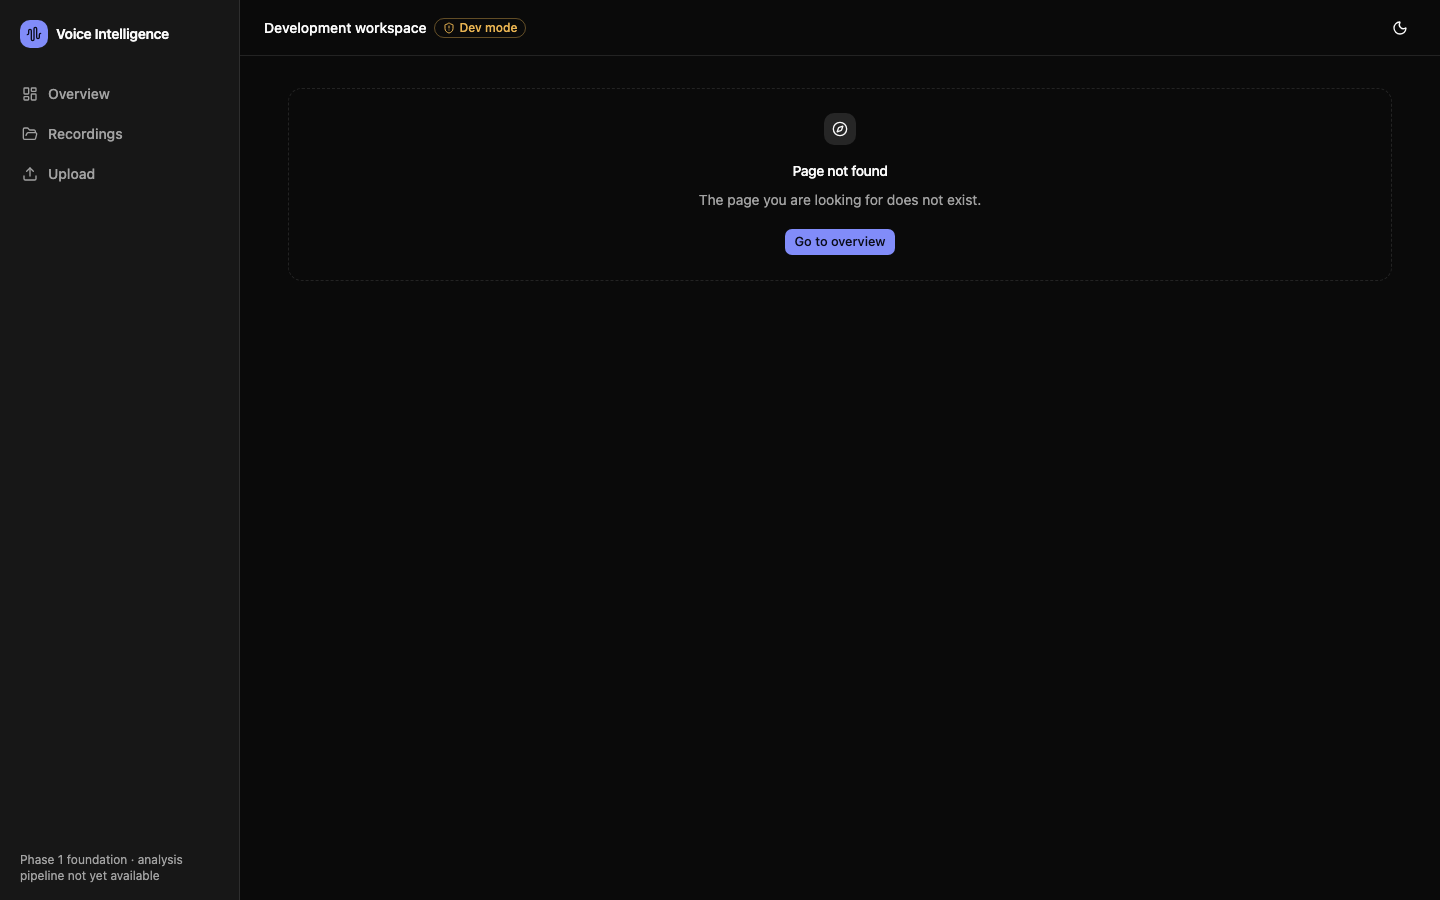 Voice Intelligence
Development workspace
Dev mode
Overview
Recordings
Upload
Page not found
The page you are looking for does not exist.
Go to overview
Phase 1 foundation · analysis
pipeline not yet available